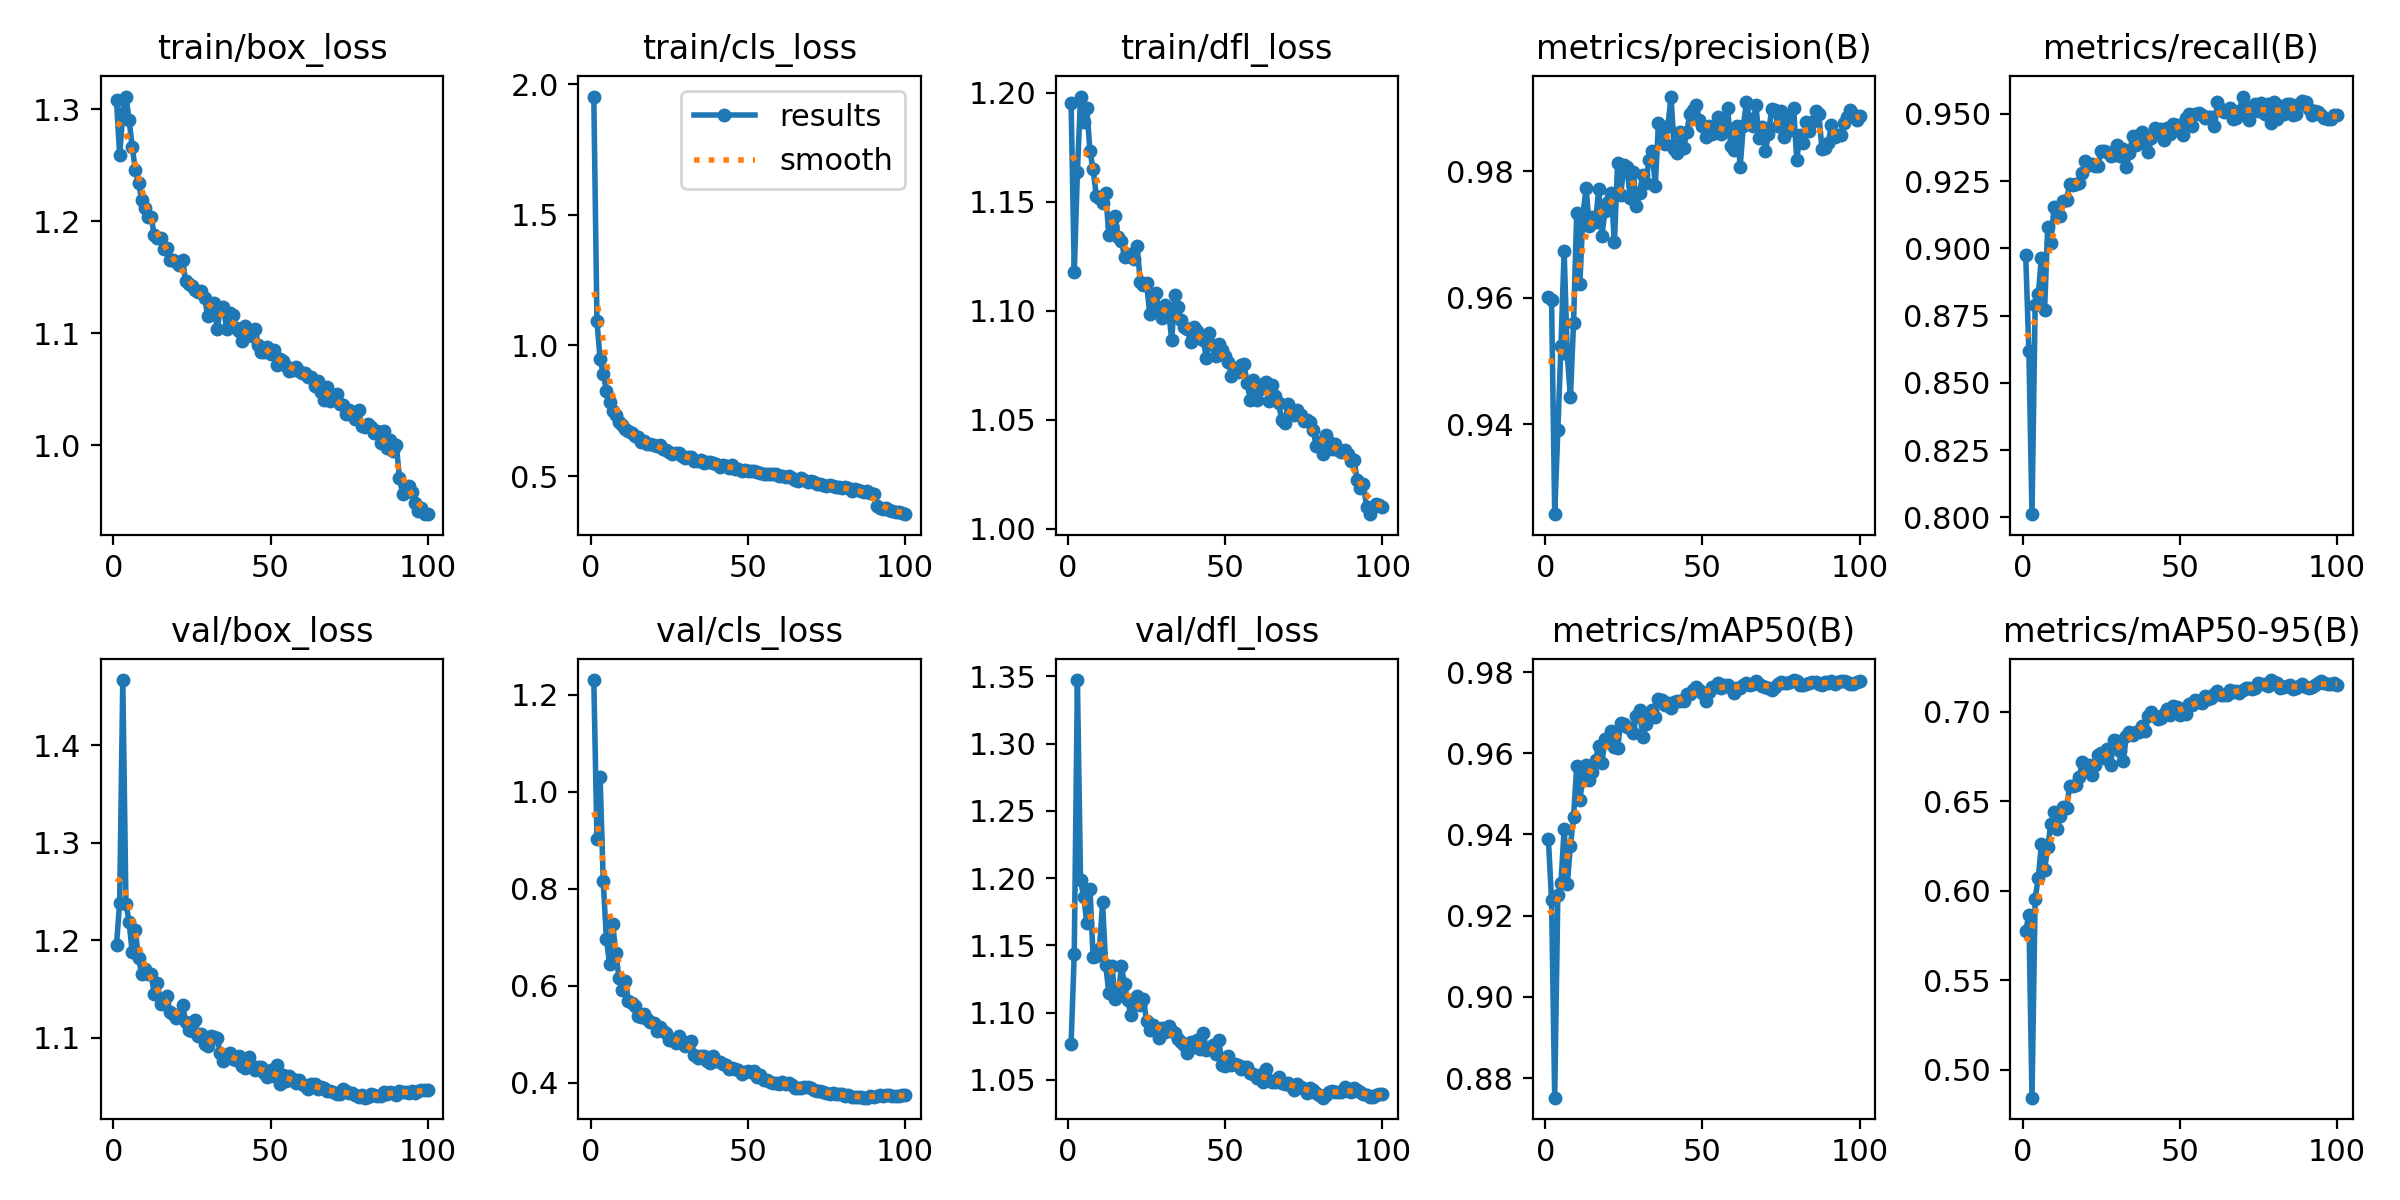 train/box_loss
1.3
1.2
1.1
1.0
0 50 100
train/cls_loss
results
smooth
2.0
1.5
1.0
0.5
0 50 100
train/dfl_loss
1.20
1.15
1.10
1.05
1.00
0 50 100
metrics/precision(B)
0.98
0.96
0.94
0 50 100
metrics/recall(B)
0.950
0.925
0.900
0.875
0.850
0.825
0.800
0 50 100
val/box_loss
1.4
1.3
1.2
1.1
0 50 100
val/cls_loss
1.2
1.0
0.8
0.6
0.4
0 50 100
val/dfl_loss
1.35
1.30
1.25
1.20
1.15
1.10
1.05
0 50 100
metrics/mAP50(B)
0.98
0.96
0.94
0.92
0.90
0.88
0 50 100
metrics/mAP50-95(B)
0.70
0.65
0.60
0.55
0.50
0 50 100